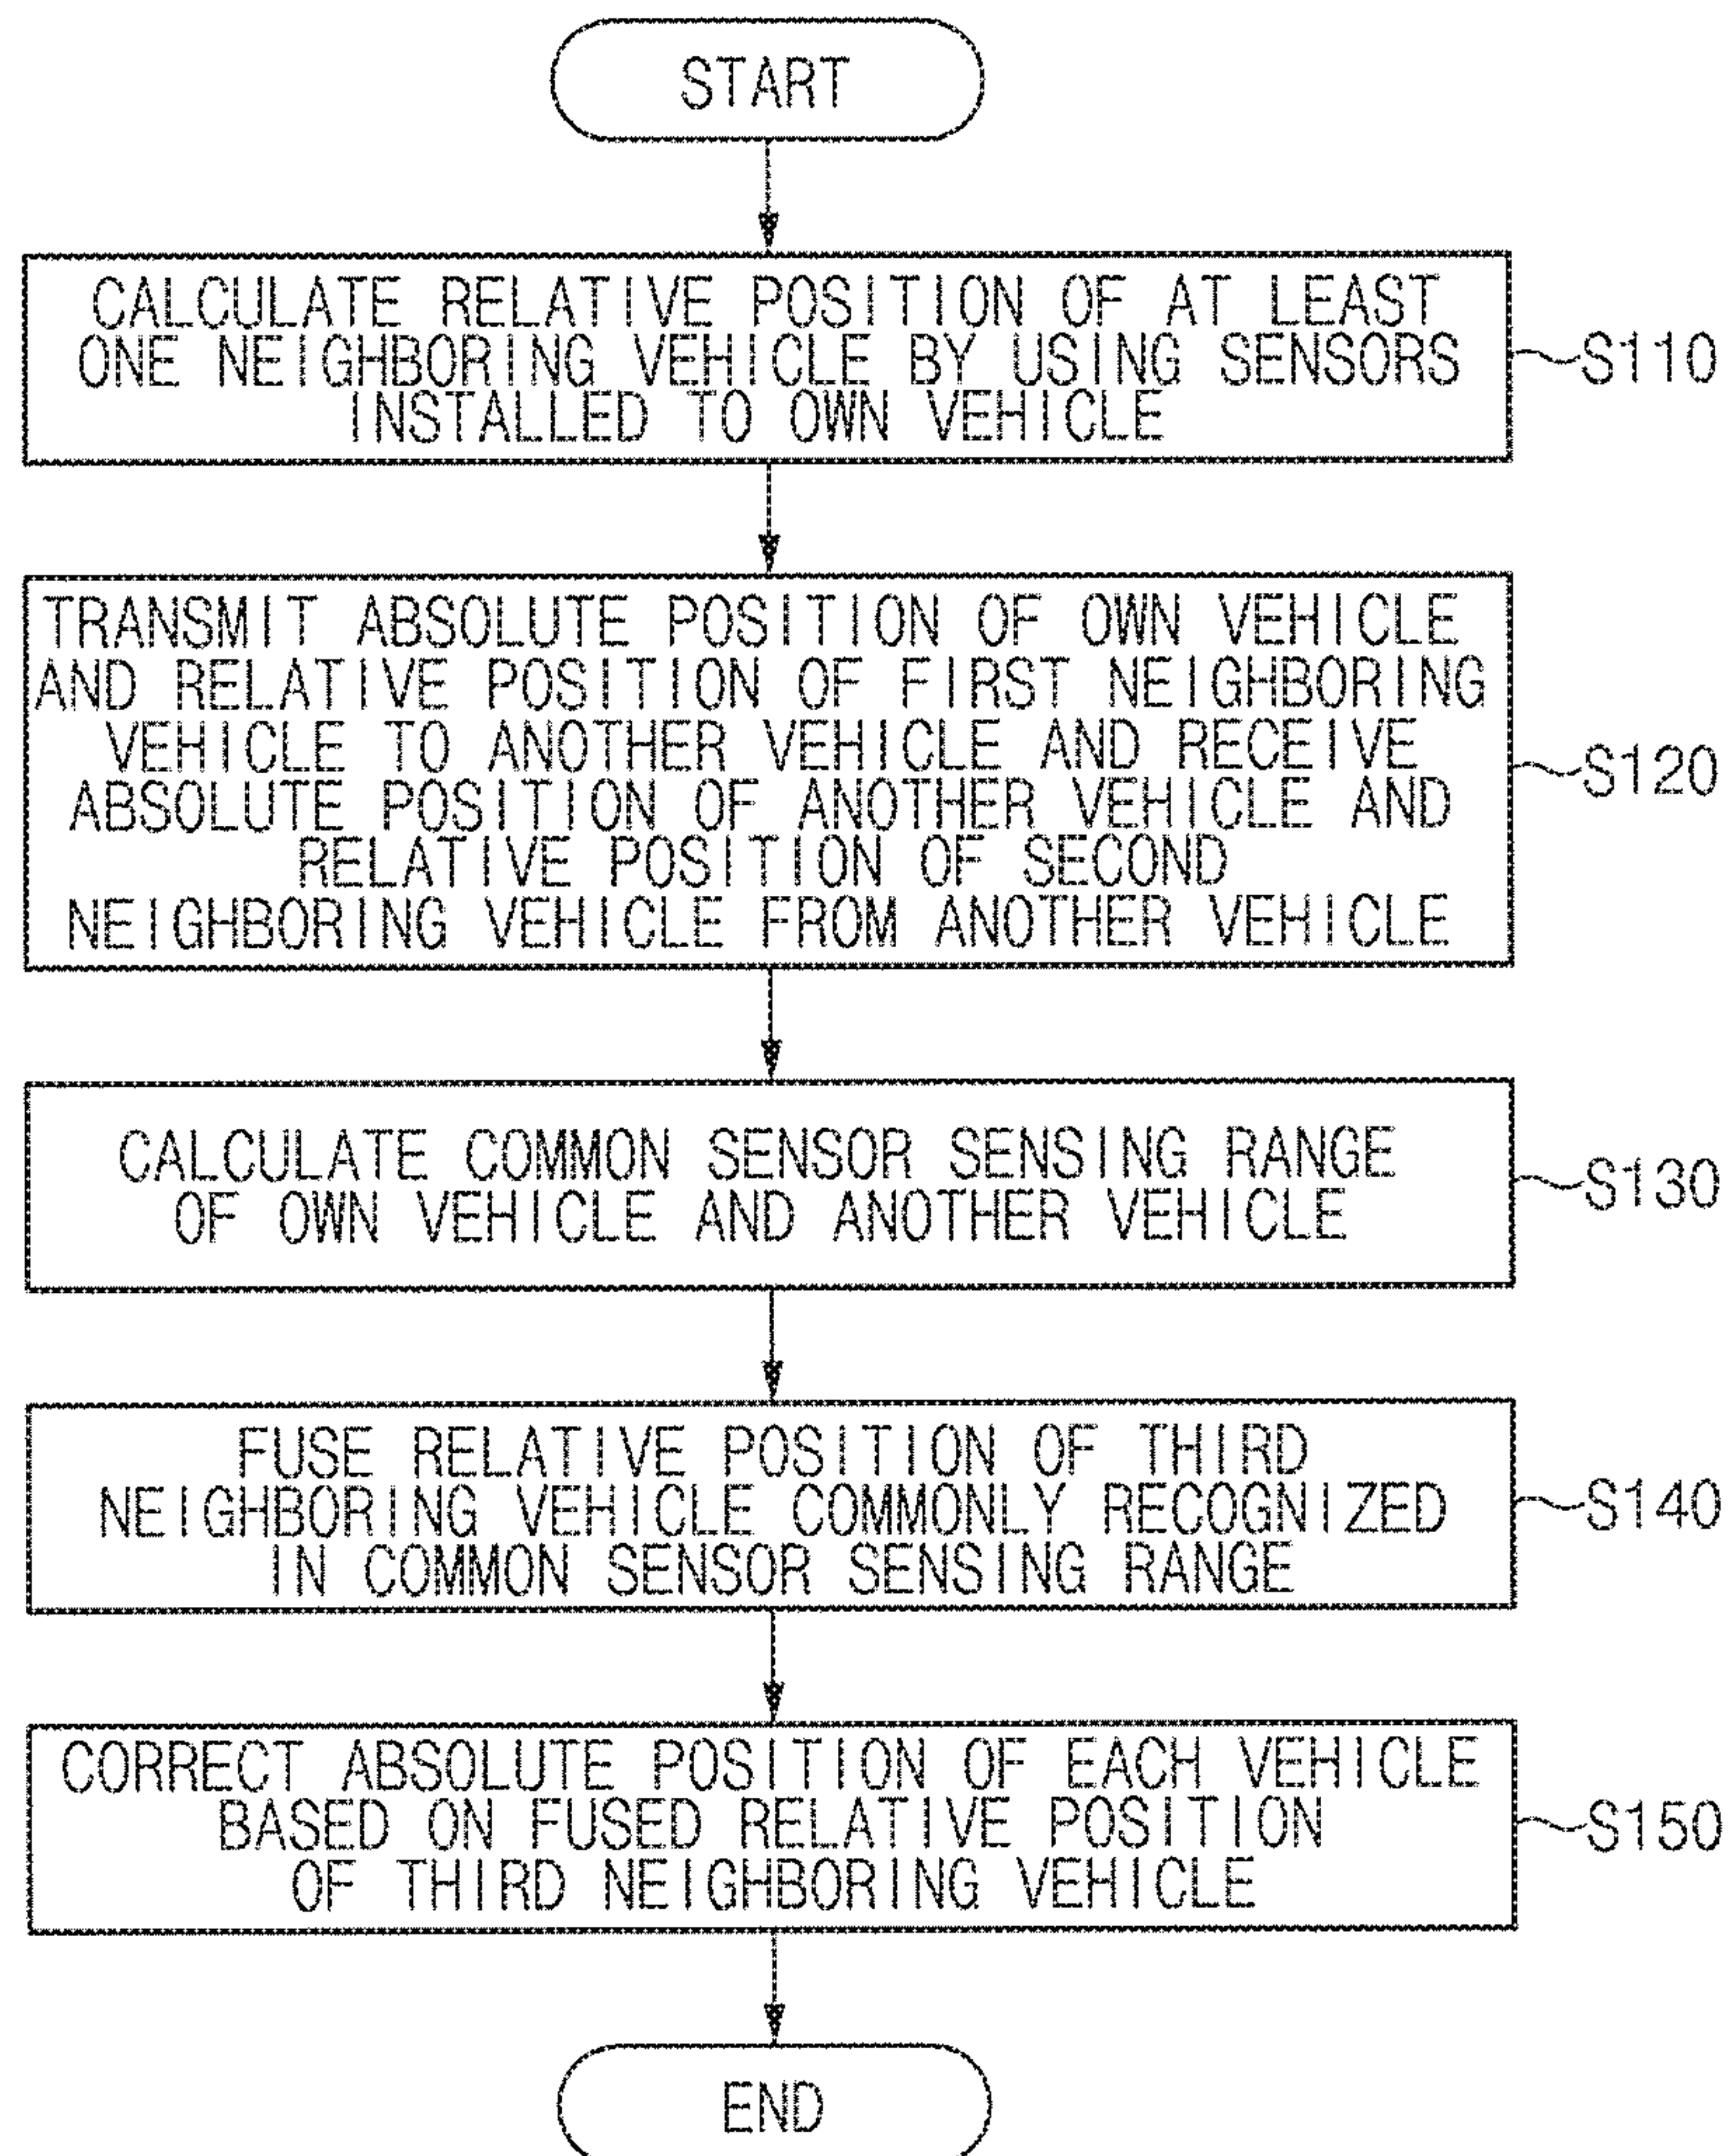 START
CALCULATE RELATIVE POSITION OF AT LEAST
ONE NEIGHBORING VEHICLE BY USING SENSORS
INSTALLED TO OWN VEHICLE
S110
TRANSMIT ABSOLUTE POSITION OF OWN VEHICLE
AND RELATIVE POSITION OF FIRST NEIGHBORING
VEHICLE TO ANOTHER VEHICLE AND RECEIVE
ABSOLUTE POSITION OF ANOTHER VEHICLE AND
RELATIVE POSITION OF SECOND
NEIGHBORING VEHICLE FROM ANOTHER VEHICLE
S120
CALCULATE COMMON SENSOR SENSING RANGE
OF OWN VEHICLE AND ANOTHER VEHICLE
S130
FUSE RELATIVE POSITION OF THIRD
NEIGHBORING VEHICLE COMMONLY RECOGNIZED
IN COMMON SENSOR SENSING RANGE
S140
CORRECT ABSOLUTE POSITION OF EACH VEHICLE
BASED ON FUSED RELATIVE POSITION
OF THIRD NEIGHBORING VEHICLE
S150
END